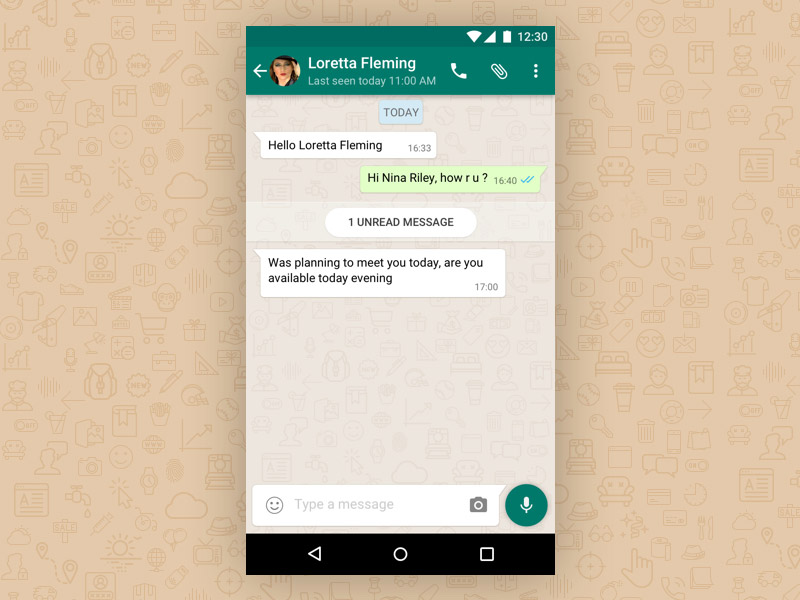 12:30
Loretta Fleming
Last seen today 11:00 AM
TODAY
Hello Loretta Fleming 16:33
Hi Nina Riley, how r u ? 16:40
1 UNREAD MESSAGE
Was planning to meet you today, are you
available today evening
17:00
Type a message